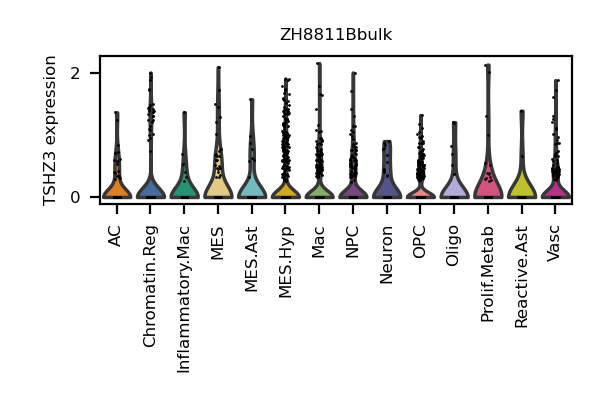 ZH8811Bbulk
TSHZ3 expression
2
0
AC
Chromatin.Reg
Inflammatory.Mac
MES
MES.Ast
MES.Hyp
Mac
NPC
Neuron
OPC
Oligo
Prolif.Metab
Reactive.Ast
Vasc